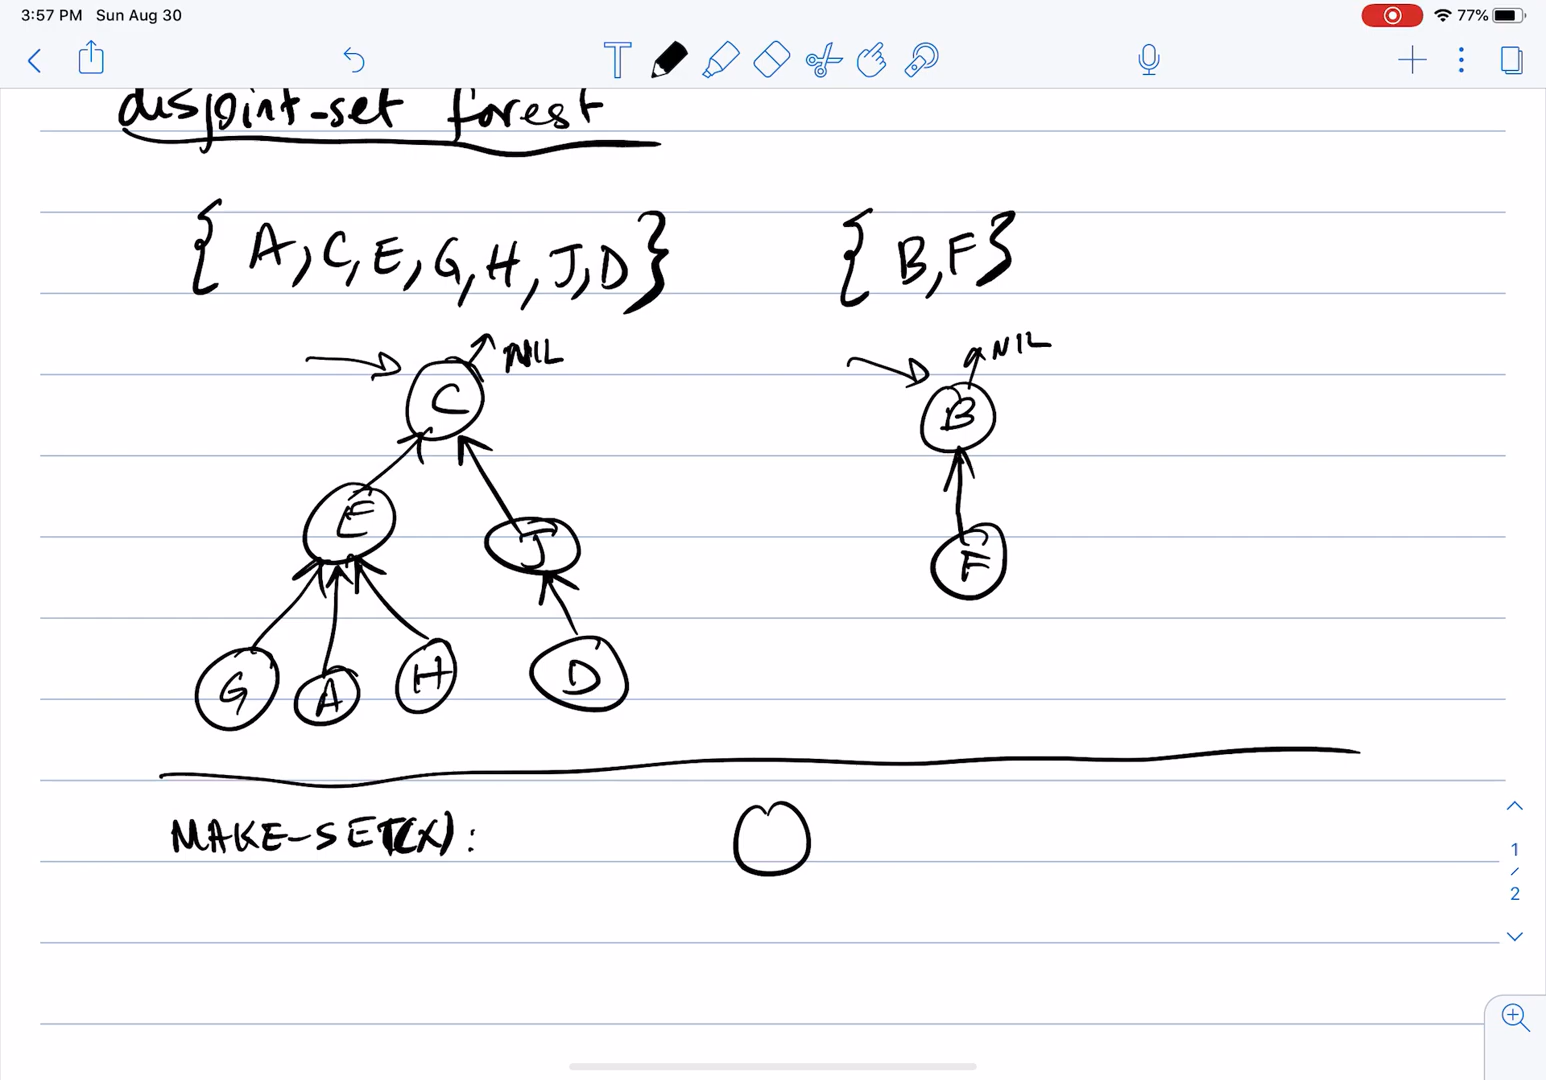 3:57 PM Sun Aug 30
77%
T
disjoint-set forest
{ A, C, E, G, H, J, D } { B, F }
NIL NIL
C B
E J F
G A H D
MAKE-SET(X):
1
/
2